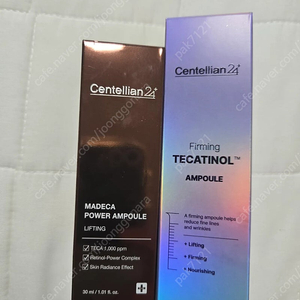 Centellian24+
MADECA
POWER AMPOULE
LIFTING
+ TECA 1,000 ppm
+ Retinol-Power Complex
+ Skin Radiance Effect
30 ml / 1.01 fl. oz.
Centellian24+
Firming
TECATINOL™
AMPOULE
A firming ampoule helps
reduce fine lines
and wrinkles
+ Lifting
+ Firming
+ Nourishing